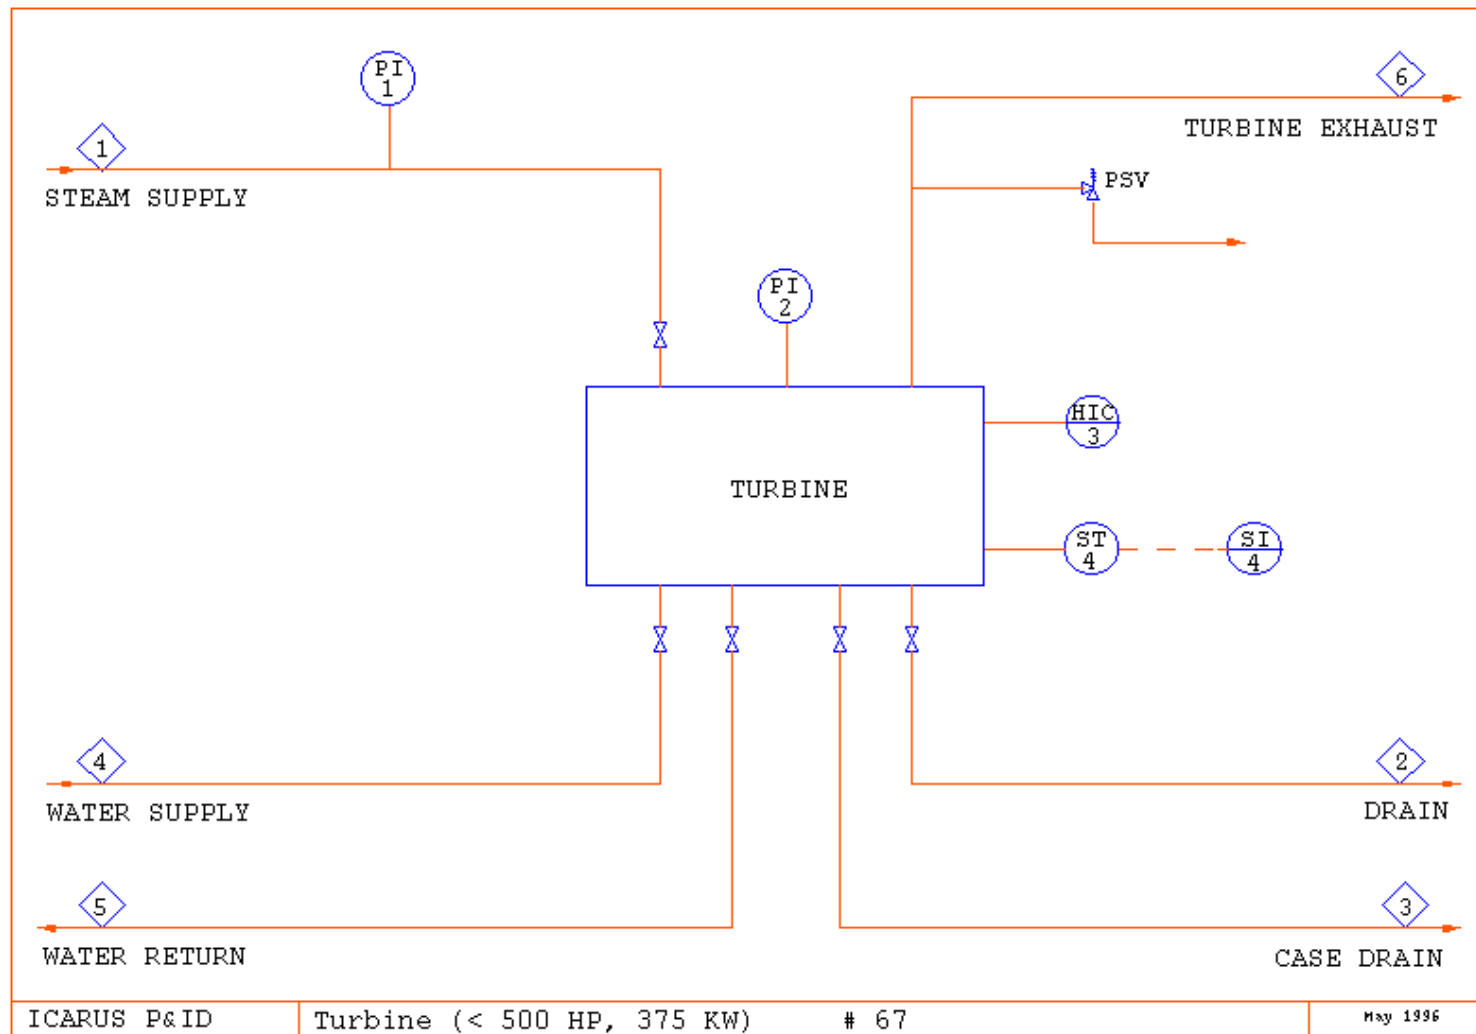 PI
1
6
TURBINE EXHAUST
1
STEAM SUPPLY
PSV
PI
2
HIC
3
TURBINE
ST
4
SI
4
4
WATER SUPPLY
2
DRAIN
5
WATER RETURN
3
CASE DRAIN
ICARUS P&ID
Turbine (< 500 HP, 375 KW) # 67
May 1996